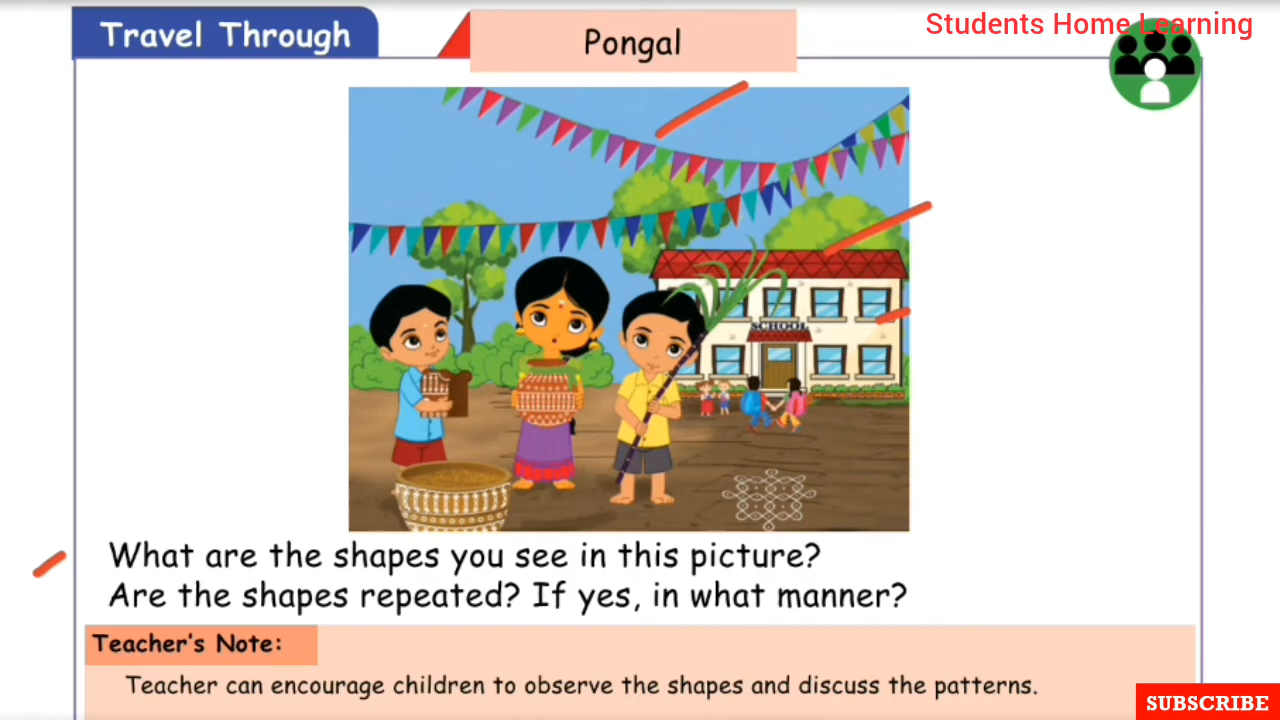 Students Home Learning
Travel Through
Pongal
SCHOOL
What are the shapes you see in this picture?
Are the shapes repeated? If yes, in what manner?
Teacher's Note:
Teacher can encourage children to observe the shapes and discuss the patterns.
SUBSCRIBE